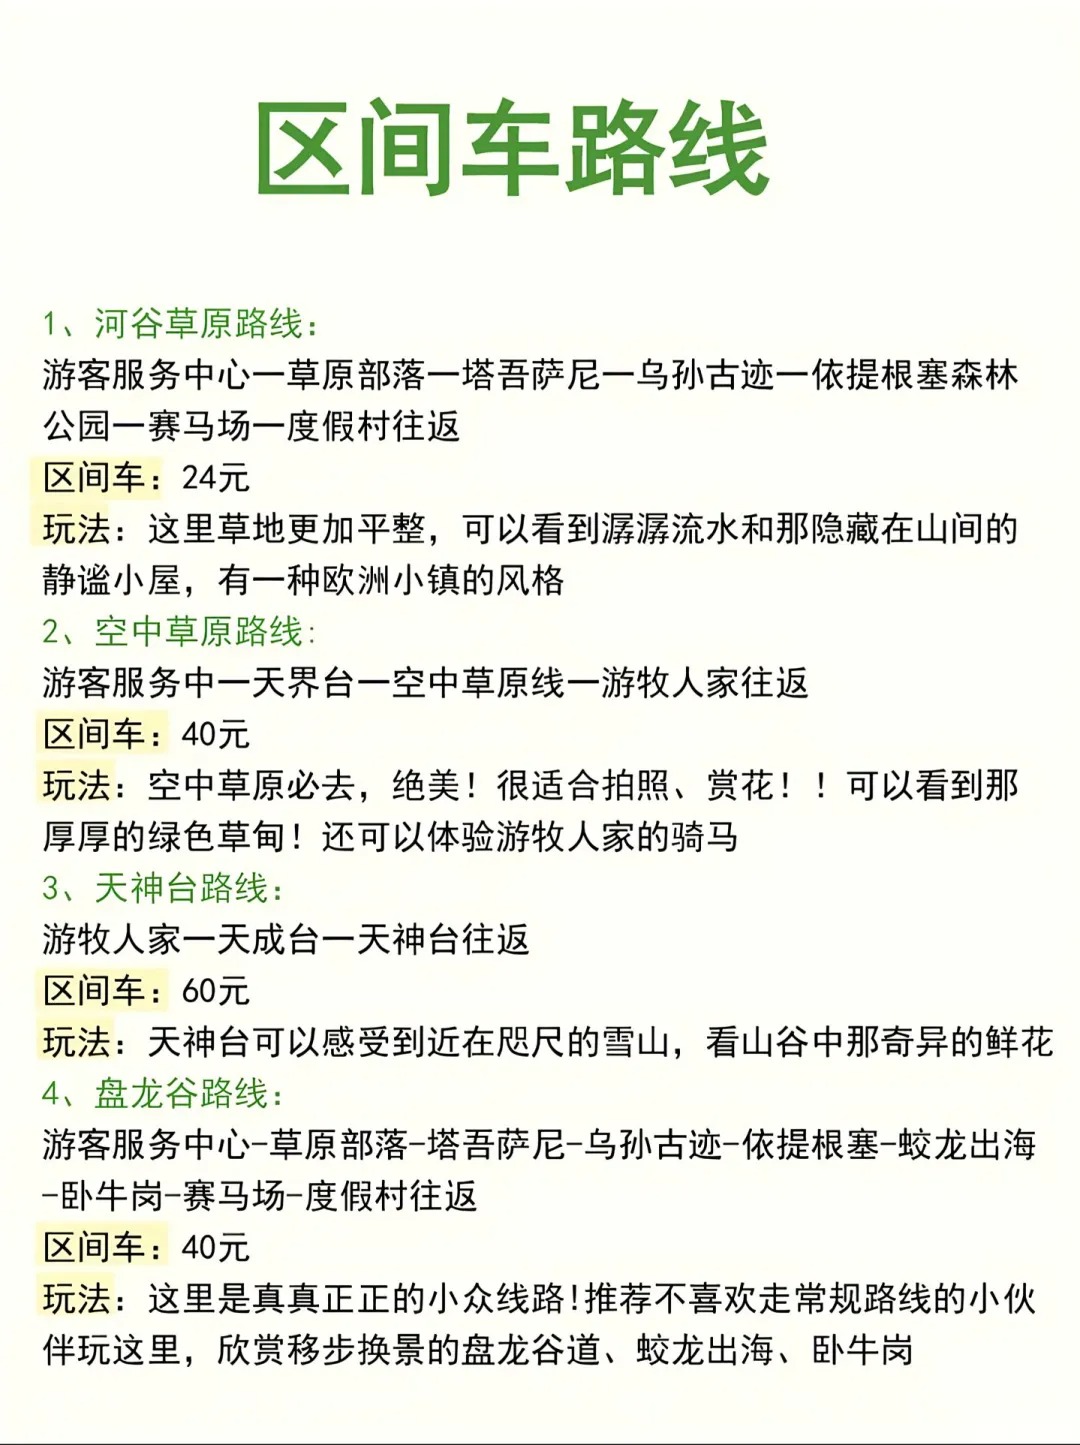 区间车路线
1、河谷草原路线：
游客服务中心一草原部落一塔吾萨尼一乌孙古迹一依提根塞森林
公园一赛马场一度假村往返
区间车：24元
玩法：这里草地更加平整，可以看到潺潺流水和那隐藏在山间的
静谧小屋，有一种欧洲小镇的风格
2、空中草原路线:
游客服务中一天界台一空中草原线一游牧人家往返
区间车：40元
玩法：空中草原必去，绝美！很适合拍照、赏花！！可以看到那
厚厚的绿色草甸！还可以体验游牧人家的骑马
3、天神台路线：
游牧人家一天成台一天神台往返
区间车：60元
玩法：天神台可以感受到近在咫尺的雪山，看山谷中那奇异的鲜花
4、盘龙谷路线：
游客服务中心-草原部落-塔吾萨尼-乌孙古迹-依提根塞-蛟龙出海
-卧牛岗-赛马场-度假村往返
区间车：40元
玩法：这里是真真正正的小众线路!推荐不喜欢走常规路线的小伙
伴玩这里，欣赏移步换景的盘龙谷道、蛟龙出海、卧牛岗